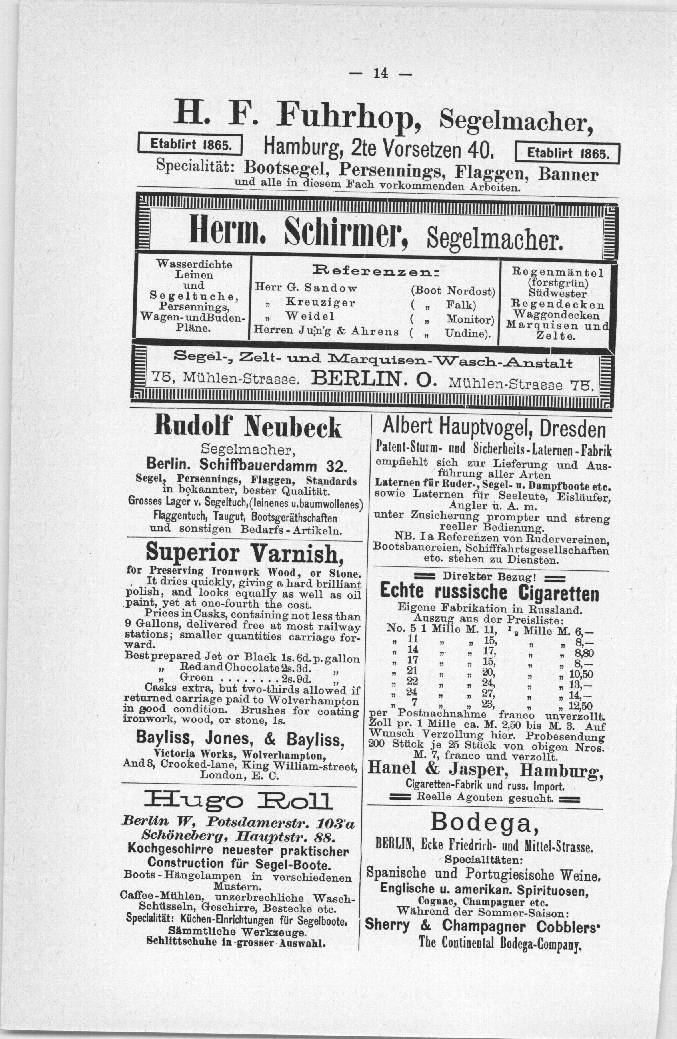 — 14 —
H. F. Fuhrhop, Segelmacher,
Etablirt 1865. Hamburg, 2te Vorsetzen 40. Etablirt 1865.
Specialität: Bootsegel, Persennings, Flaggen, Banner
und alle in diesem Fach vorkommenden Arbeiten.
Herm. Schirmer, Segelmacher.
Wasserdichte
Leinen
und
Segeltuche,
Persennings,
Wagen- und Buden-
Pläne.
Referenzen:
Herr G. Sandow (Boot Nordost)
„ Kreuziger ( „ Falk)
„ Weidel ( „ Monitor)
Herren Ju̧n'g & Ahrens ( „ Undine).
Regenmäntel
(forstgrün)
Südwester
Regendecken
Waggondecken
Marquisen und
Zelte.
Segel-, Zelt- und Marquisen-Wasch-Anstalt
75, Mühlen-Strasse. BERLIN. O. Mühlen-Strasse 75.
Rudolf Neubeck
Segelmacher,
Berlin. Schiffbauerdamm 32.
Segel, Persennings, Flaggen, Standards
in bekannter, bester Qualität.
Grosses Lager v. Segeltuch, (leinenes u. baumwollenes)
Flaggentuch, Taugut, Bootsgeräthschaften
und sonstigen Bedarfs-Artikeln.
Superior Varnish,
for Preserving Ironwork Wood, or Stone.
It dries quickly, giving a hard brilliant
polish, and looks equally as well as oil
paint, yet at one-fourth the cost.
Prices in Casks, containing not less than
9 Gallons, delivered free at most railway
stations; smaller quantities carriage for-
ward.
Best prepared Jet or Black 1s. 6d. p. gallon
„ Red and Chocolate 2s. 3d. „
„ Green . . . . . . . . 2s. 9d. „
Casks extra, but two-thirds allowed if
returned carriage paid to Wolverhampton
in good condition. Brushes for coating
ironwork, wood, or stone, 1s.
Bayliss, Jones, & Bayliss,
Victoria Works, Wolverhampton,
And 3, Crooked-lane, King William-street,
London, E. C.
Hugo Roll
Berlin W, Potsdamerstr. 103a
Schöneberg, Hauptstr. 88.
Kochgeschirre neuester praktischer
Construction für Segel-Boote.
Boots-Hängelampen in verschiedenen
Mustern.
Caffee-Mühlen, unzerbrechliche Wasch-
Schüsseln, Geschirre, Bestecke etc.
Specialität: Küchen-Einrichtungen für Segelboote.
Sämmtliche Werkzeuge.
Schlittschuhe in grosser Auswahl.
Albert Hauptvogel, Dresden
Patent-Sturm- und Sicherheits-Laternen-Fabrik
empfiehlt sich zur Lieferung und Aus-
führung aller Arten
Laternen für Ruder-, Segel- u. Dampfboote etc.
sowie Laternen für Seeleute, Eisläufer,
Angler u. A. m.
unter Zusicherung prompter und streng
reeller Bedienung.
NB. Ia Referenzen von Rudervereinen,
Bootsbauereien, Schifffahrtsgesellschaften
etc. stehen zu Diensten.
Direkter Bezug!
Echte russische Cigaretten
Eigene Fabrikation in Russland.
Auszug aus der Preisliste:
No. 5 1 Mille M. 11, ½ Mille M. 6,—
„ 11 „ „ 15, „ „ 8,—
„ 14 „ „ 17, „ „ 8,80
„ 17 „ „ 15, „ „ 8,—
„ 21 „ „ 20, „ „ 10,50
„ 22 „ „ 24, „ „ 13,—
„ 24 „ „ 27, „ „ 14,—
„ 7 „ „ 23, „ „ 12,50
per Postnachnahme franco unverzollt.
Zoll pr. 1 Mille ca. M. 2,50 bis M. 3. Auf
Wunsch Verzollung hier. Probesendung
200 Stück je 25 Stück von obigen Nros.
M. 7, franco und verzollt.
Hanel & Jasper, Hamburg,
Cigaretten-Fabrik und russ. Import.
Reelle Agenten gesucht.
Bodega,
BERLIN, Ecke Friedrich- und Mittel-Strasse.
Specialitäten:
Spanische und Portugiesische Weine,
Englische u. amerikan. Spirituosen,
Cognac, Champagner etc.
Während der Sommer-Saison:
Sherry & Champagner Cobblers.
The Continental Bodega-Company.